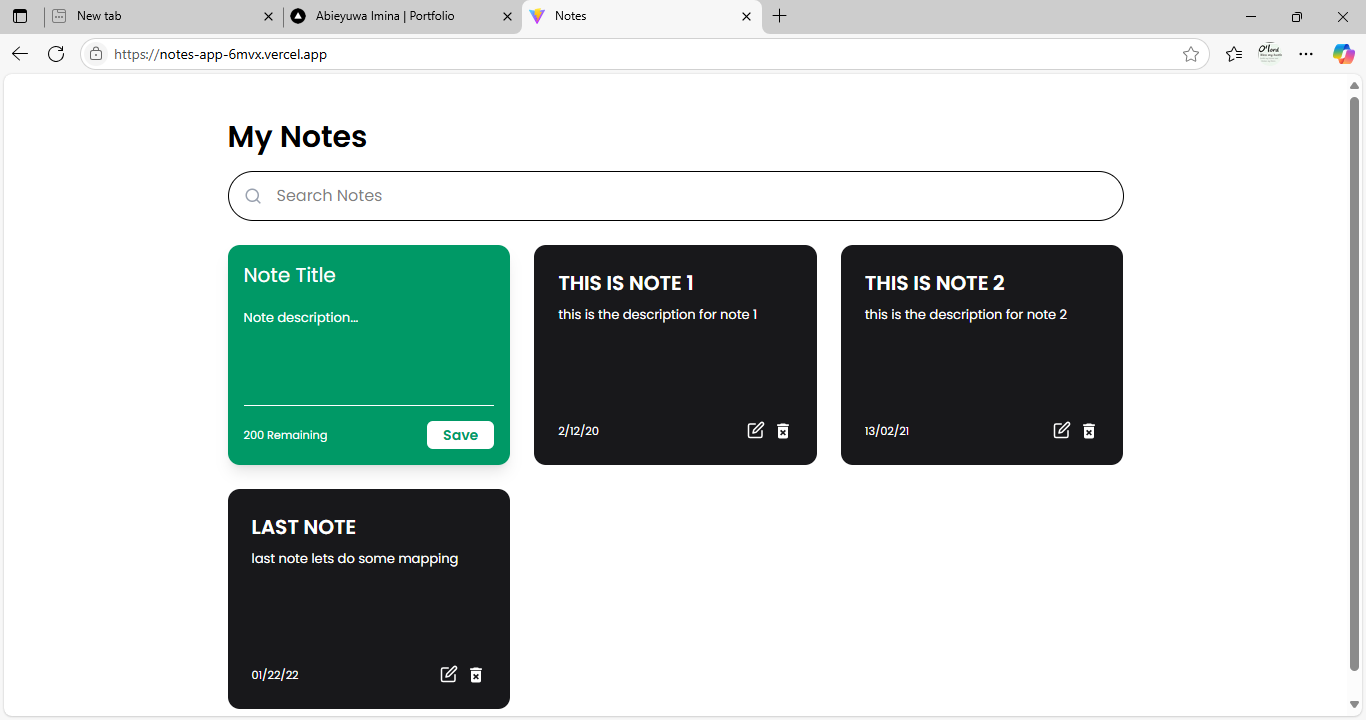 New tab
Abieyuwa Imina | Portfolio
Notes
https://notes-app-6mvx.vercel.app
My Notes
Search Notes
Note Title
Note description...
200 Remaining
Save
THIS IS NOTE 1
this is the description for note 1
2/12/20
THIS IS NOTE 2
this is the description for note 2
13/02/21
LAST NOTE
last note lets do some mapping
01/22/22